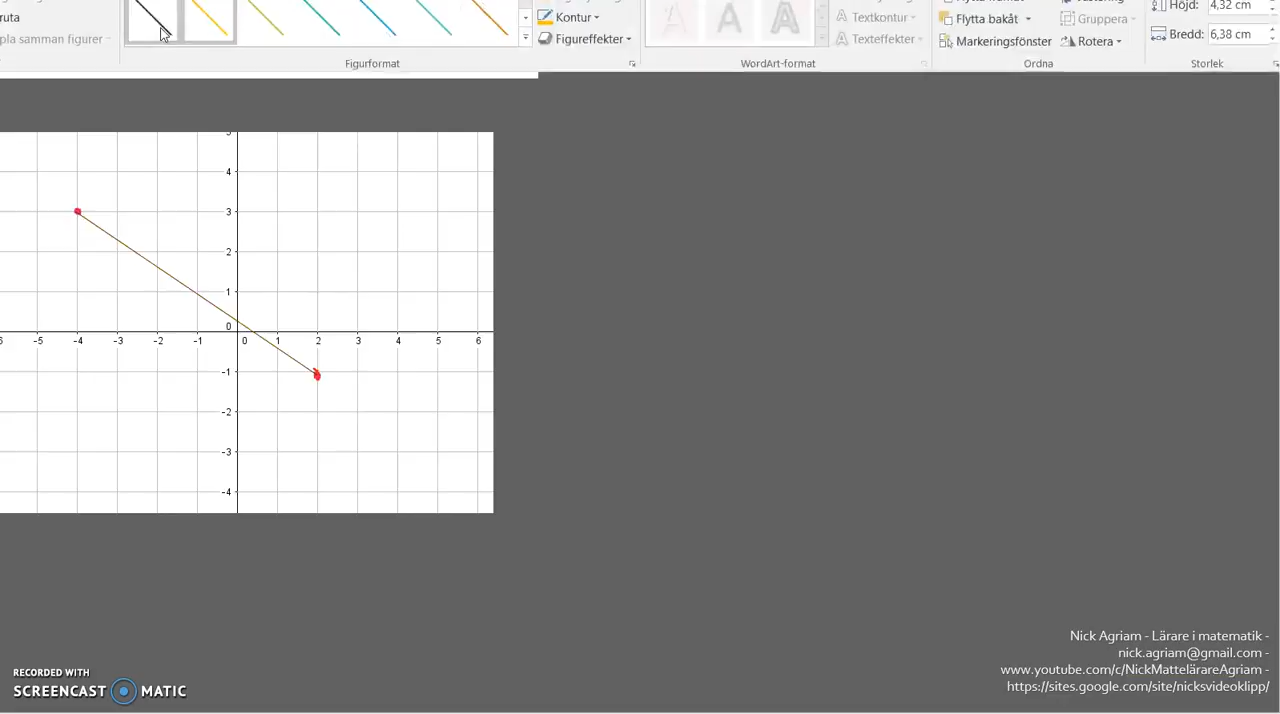 ruta
pla samman figurer
Kontur
Figureffekter
Figurformat
A A A
Textkontur
Texteffekter
WordArt-format
Flytta bakåt
Markeringsfönster
Gruppera
Rotera
Ordna
Höjd: 4,32 cm
Bredd: 6,38 cm
Storlek
4
3
2
1
0
-5 -4 -3 -2 -1 0 1 2 3 4 5 6
-1
-2
-3
-4
Nick Agriam - Lärare i matematik -
nick.agriam@gmail.com -
www.youtube.com/c/NickMattelärareAgriam -
https://sites.google.com/site/nicksvideoklipp/
RECORDED WITH
SCREENCAST MATIC